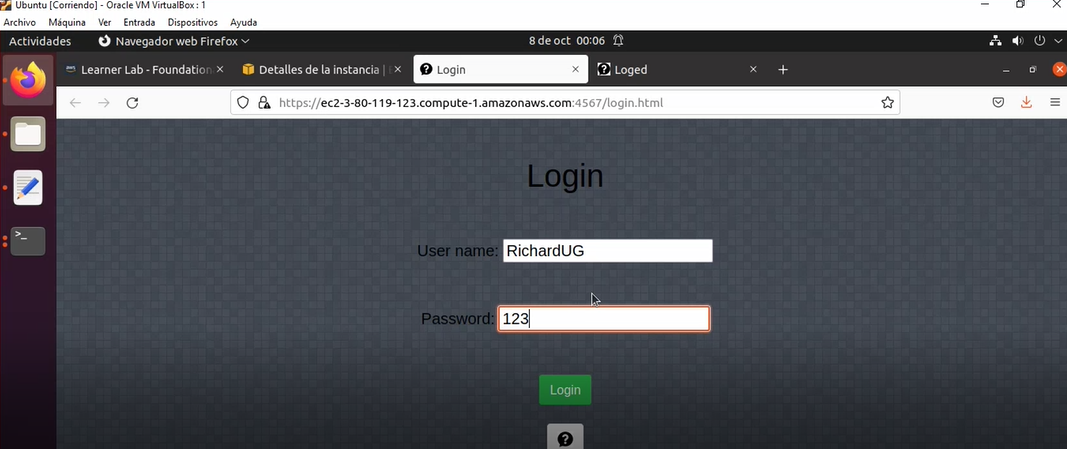 Ubuntu [Corriendo] - Oracle VM VirtualBox : 1
Archivo Máquina Ver Entrada Dispositivos Ayuda
Actividades Navegador web Firefox 8 de oct 00:06
Learner Lab - Foundation Detalles de la instancia | Login Loged
https://ec2-3-80-119-123.compute-1.amazonaws.com:4567/login.html
Login
User name: RichardUG
Password: 123
Login